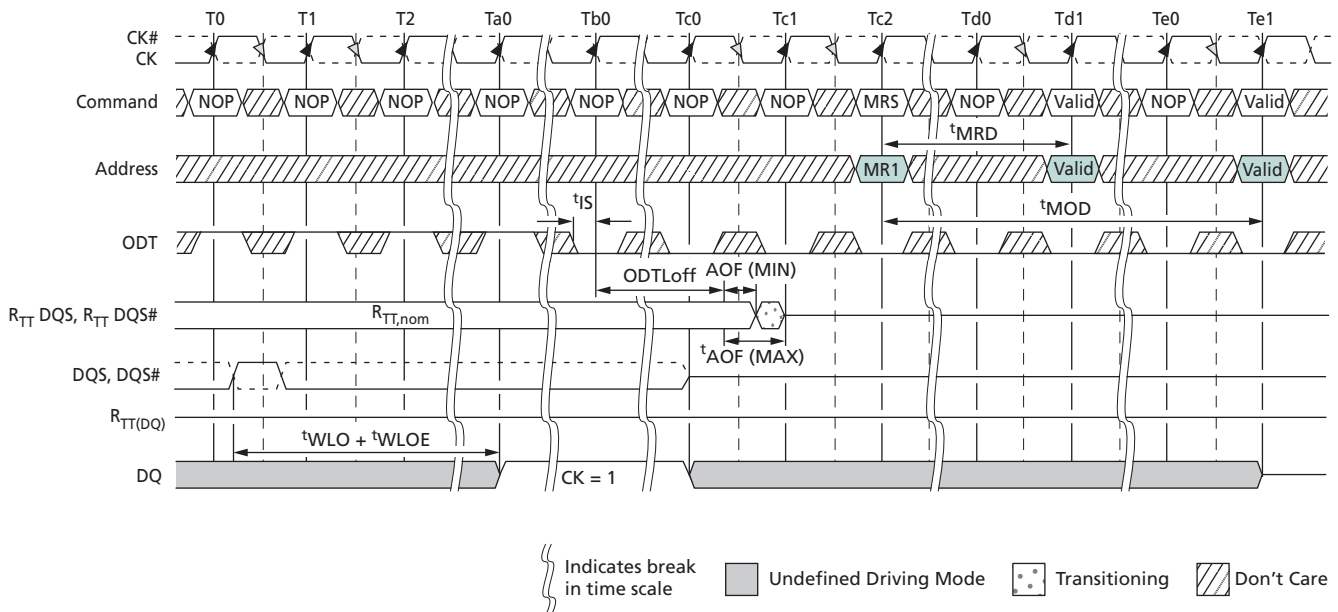 T0 T1 T2 Ta0 Tb0 Tc0 Tc1 Tc2 Td0 Td1 Te0 Te1
CK#
CK
Command NOP NOP NOP NOP NOP NOP NOP MRS NOP Valid NOP Valid
tMRD
Address MR1 Valid Valid
tIS
tMOD
ODT
ODTLoff AOF (MIN)
RTT DQS, RTT DQS# RTT,nom
tAOF (MAX)
DQS, DQS#
RTT(DQ)
tWLO + tWLOE
DQ CK = 1
Indicates break
in time scale
Undefined Driving Mode
Transitioning
Don't Care